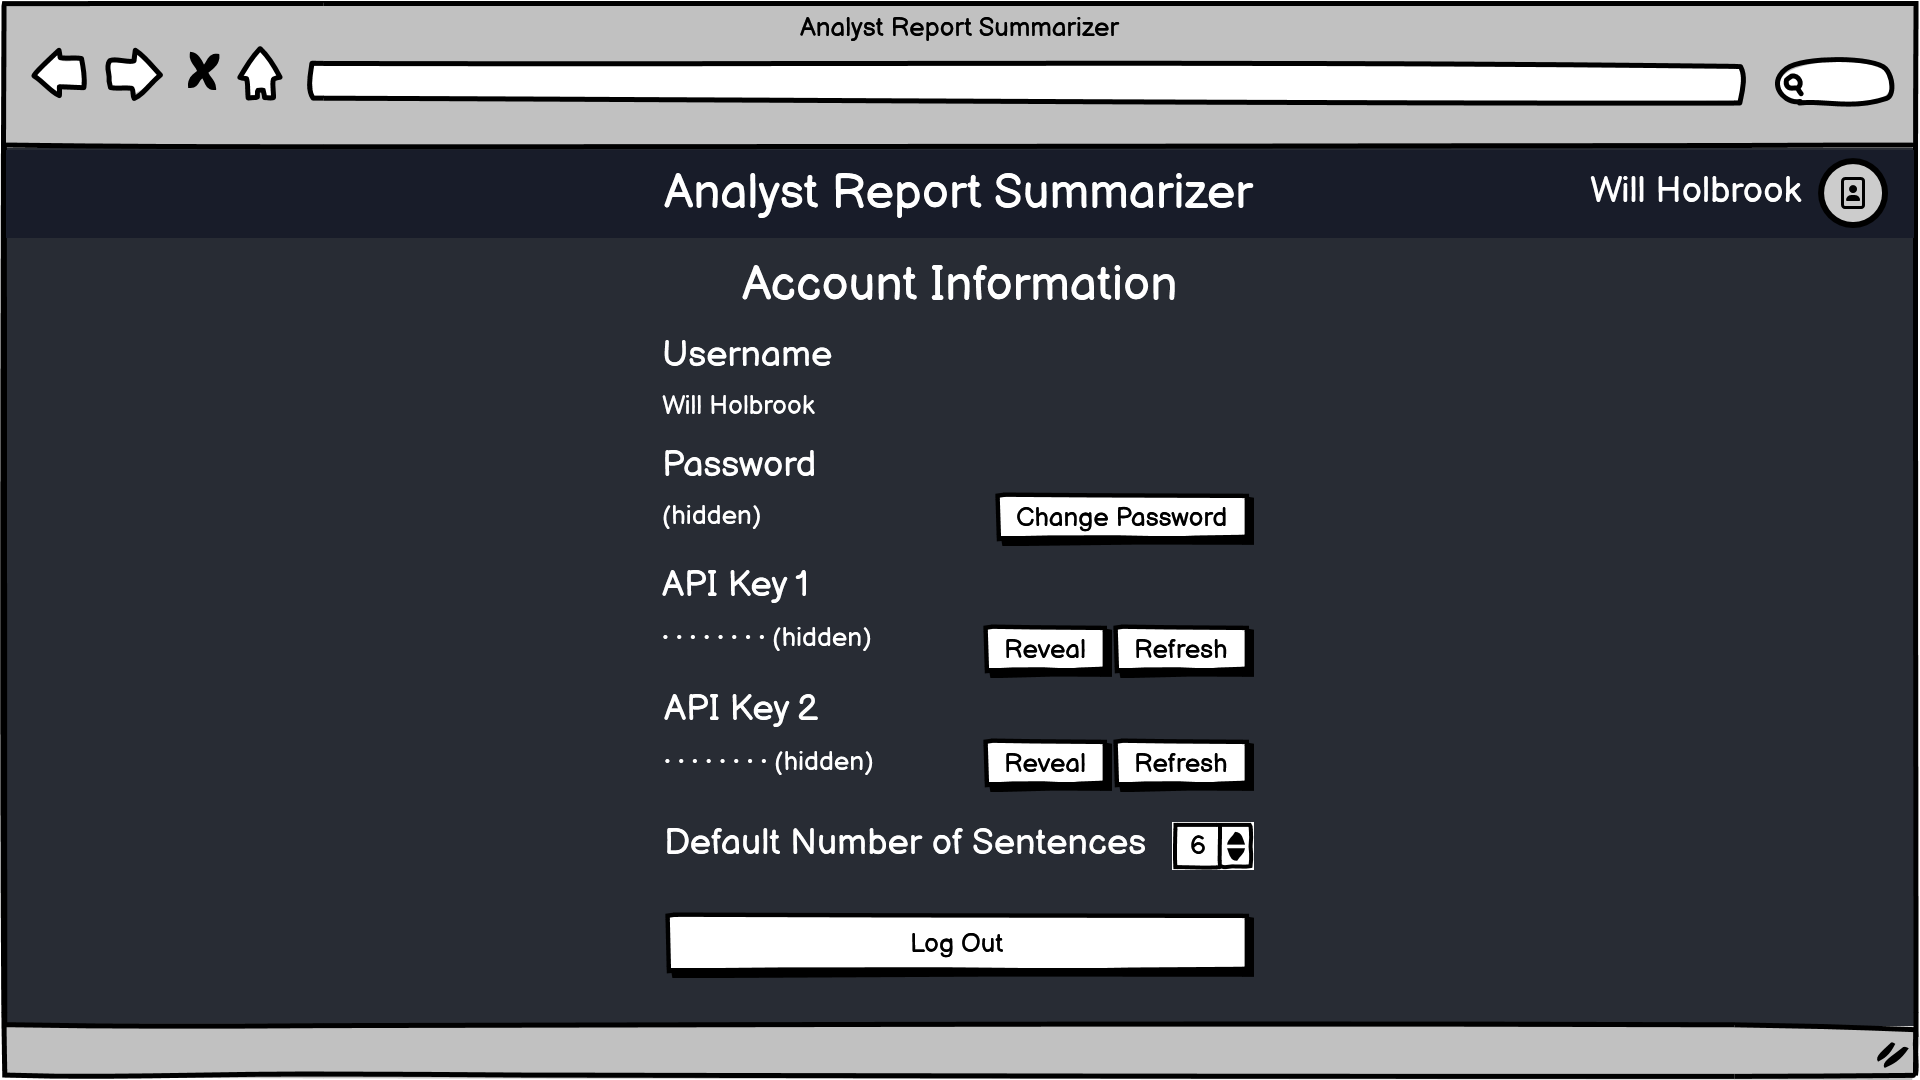 Analyst Report Summarizer
Analyst Report Summarizer
Will Holbrook
Account Information
Username
Will Holbrook
Password
(hidden)
Change Password
API Key 1
········ (hidden)
Reveal
Refresh
API Key 2
········ (hidden)
Reveal
Refresh
Default Number of Sentences
6
Log Out